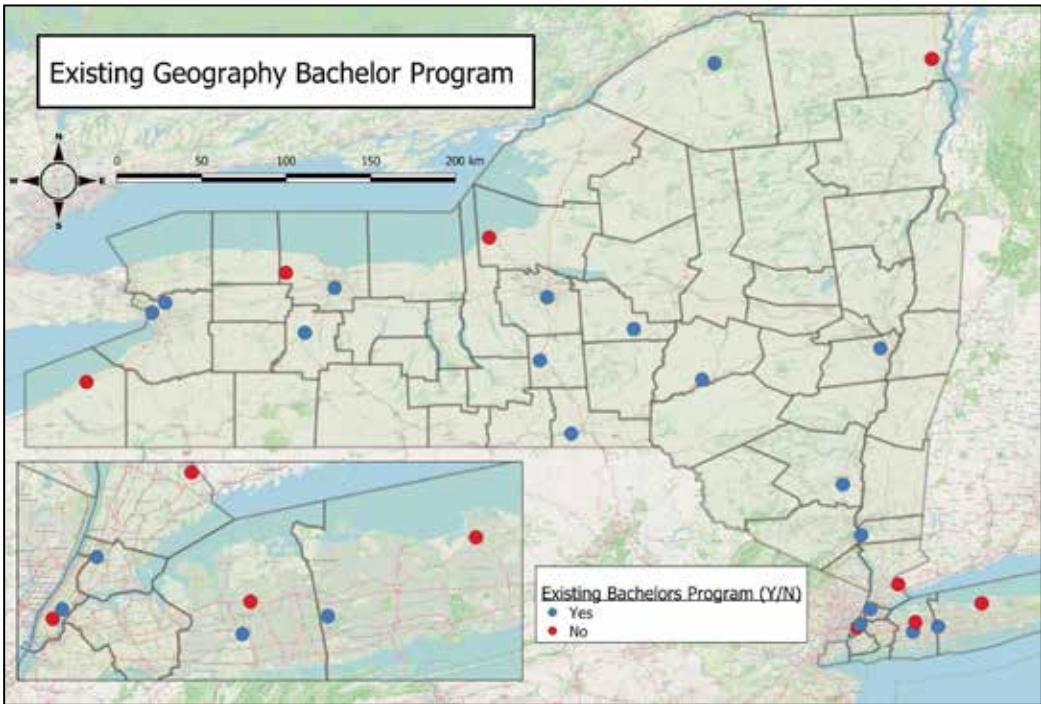 Existing Geography Bachelor Program
N
W E
S
0 50 100 150 200 km
Existing Bachelors Program (Y/N)
Yes
No